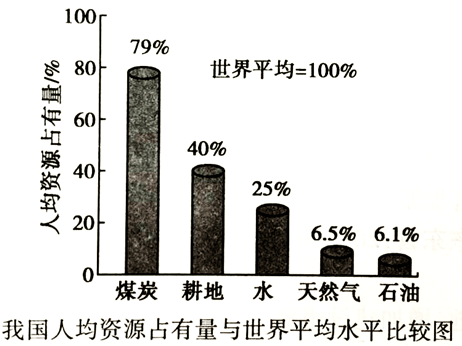 人均资源占有量/%
100
80
60
40
20
0
79%
世界平均=100%
40%
25%
6.5%
6.1%
煤炭 耕地 水 天然气 石油
我国人均资源占有量与世界平均水平比较图